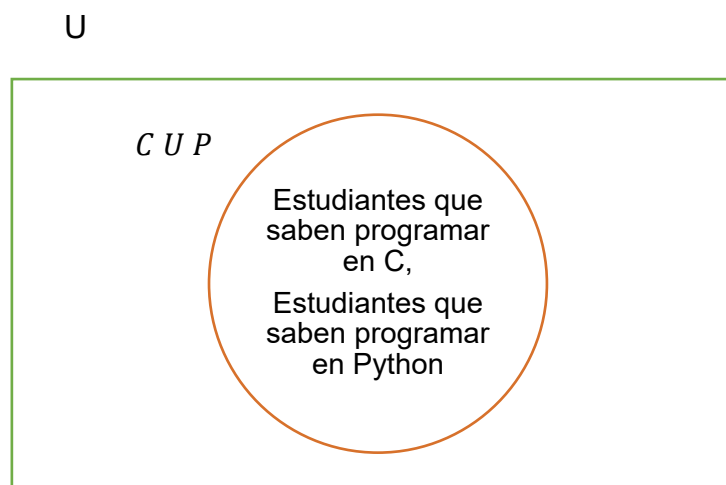 U
C U P
Estudiantes que
saben programar
en C,
Estudiantes que
saben programar
en Python